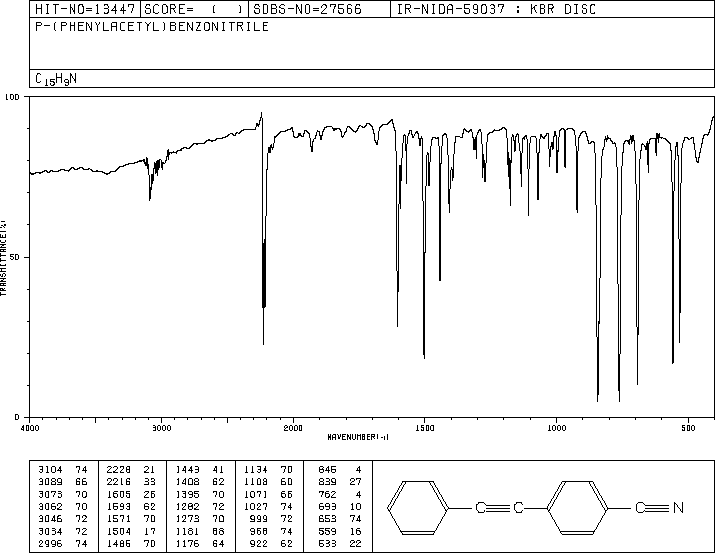 HIT-NO=13447 SCORE= ( ) SDBS-NO=27566 IR-NIDA-59037 : KBR DISC
P-(PHENYLACETYL)BENZONITRILE
C15H9N
100
50
0
TRANSMITTANCE(%)
4000 3000 2000 1500 1000 500
WAVENUMBER(-1)
3104 74 2228 21 1443 41 1134 70 846 4
3089 66 2216 33 1408 62 1108 60 839 27
3073 70 1605 26 1395 70 1071 66 762 4
3062 70 1593 62 1282 72 1027 74 693 10
3046 72 1571 70 1273 70 999 72 653 74
3034 72 1504 17 1181 68 968 74 559 16
2996 74 1486 70 1176 64 922 62 533 22
C C C N